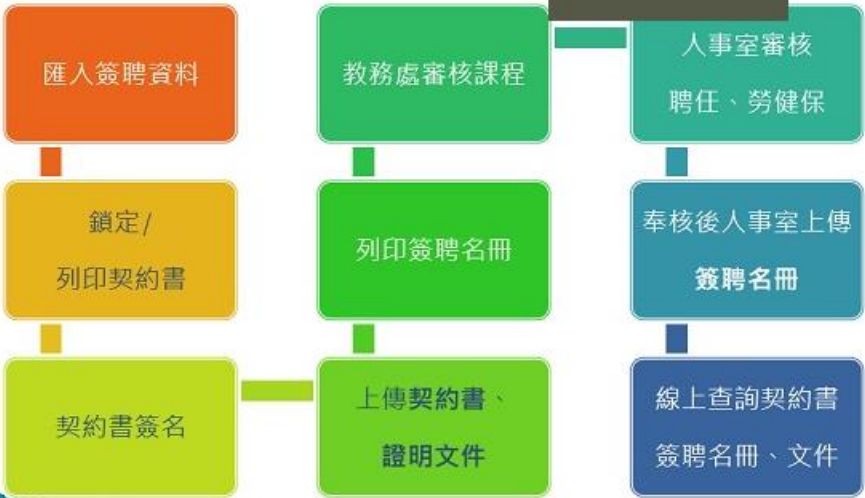 匯入簽聘資料
鎖定/
列印契約書
契約書簽名
上傳契約書、
證明文件
列印簽聘名冊
教務處審核課程
人事室審核
聘任、勞健保
奉核後人事室上傳
簽聘名冊
線上查詢契約書
簽聘名冊、文件